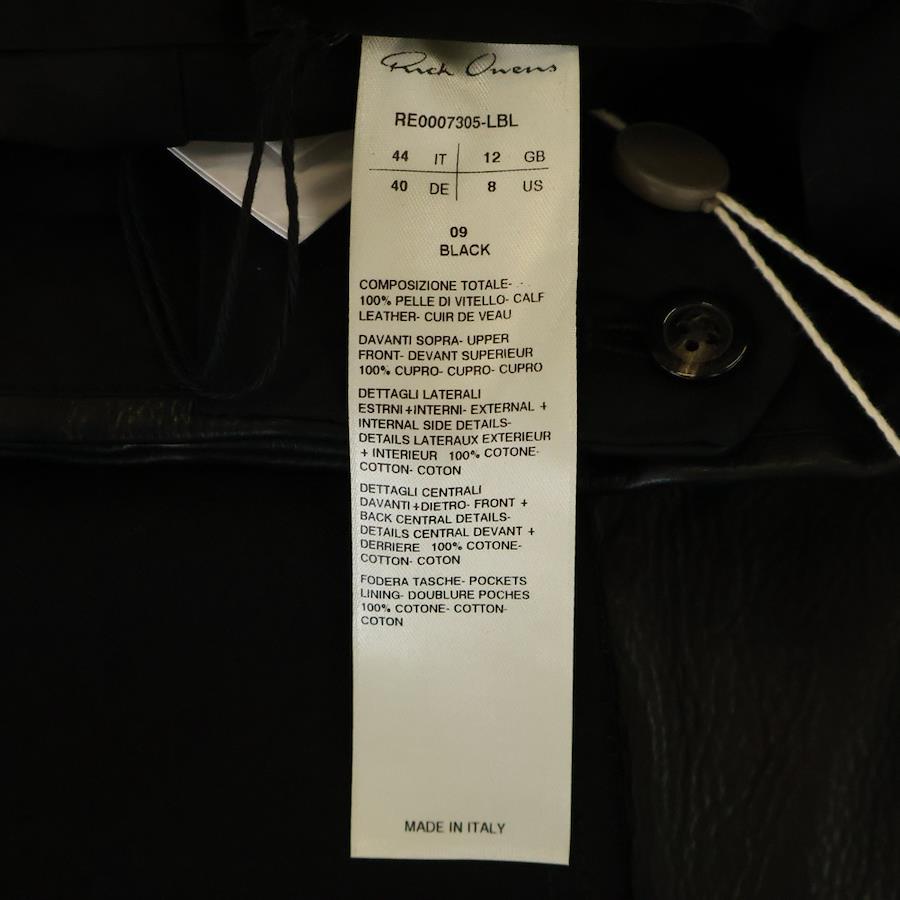 Rick Owens
RE0007305-LBL
44 IT 12 GB
40 DE 8 US
09
BLACK
COMPOSIZIONE TOTALE-
100% PELLE DI VITELLO- CALF
LEATHER- CUIR DE VEAU
DAVANTI SOPRA- UPPER
FRONT- DEVANT SUPERIEUR
100% CUPRO- CUPRO- CUPRO
DETTAGLI LATERALI
ESTRNI+INTERNI- EXTERNAL +
INTERNAL SIDE DETAILS-
DETAILS LATERAUX EXTERIEUR
+ INTERIEUR 100% COTONE-
COTTON- COTON
DETTAGLI CENTRALI
DAVANTI+DIETRO- FRONT +
BACK CENTRAL DETAILS-
DETAILS CENTRAL DEVANT +
DERRIERE 100% COTONE-
COTTON- COTON
FODERA TASCHE- POCKETS
LINING- DOUBLURE POCHES
100% COTONE- COTTON-
COTON
MADE IN ITALY